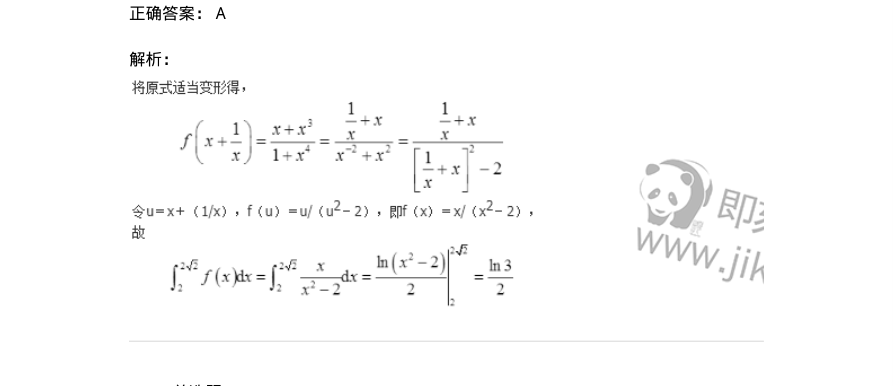 正确答案： A
解析：
将原式适当变形得，
f(x+1/x)=(x+x³)/(1+x⁴)=(1/x+x)/(x⁻²+x²)=(1/x+x)/([1/x+x]²-2)
令u=x+（1/x），f（u）=u/（u²-2），即f（x）=x/（x²-2），
故
∫₂^(2√2) f(x)dx=∫₂^(2√2) x/(x²-2)dx=ln(x²-2)/2|₂^(2√2)=ln3/2
www.jik